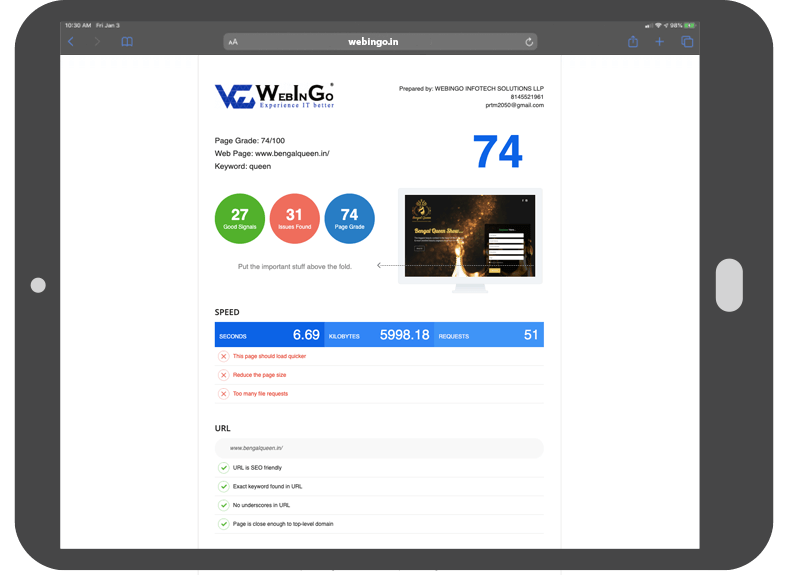 10:30 AM Fri Jan 3
98%
AA
webingo.in
WEBINGO
Experience IT better
Prepared by: WEBINGO INFOTECH SOLUTIONS LLP
8145521961
prtm2050@gmail.com
Page Grade: 74/100
Web Page: www.bengalqueen.in/
Keyword: queen
74
27
Good Signals
31
Issues Found
74
Page Grade
Bengal Queen
Bengal Queen Show...
Put the important stuff above the fold.
SPEED
SECONDS 6.69 KILOBYTES 5998.18 REQUESTS 51
This page should load quicker
Reduce the page size
Too many file requests
URL
www.bengalqueen.in/
URL is SEO friendly
Exact keyword found in URL
No underscores in URL
Page is close enough to top-level domain